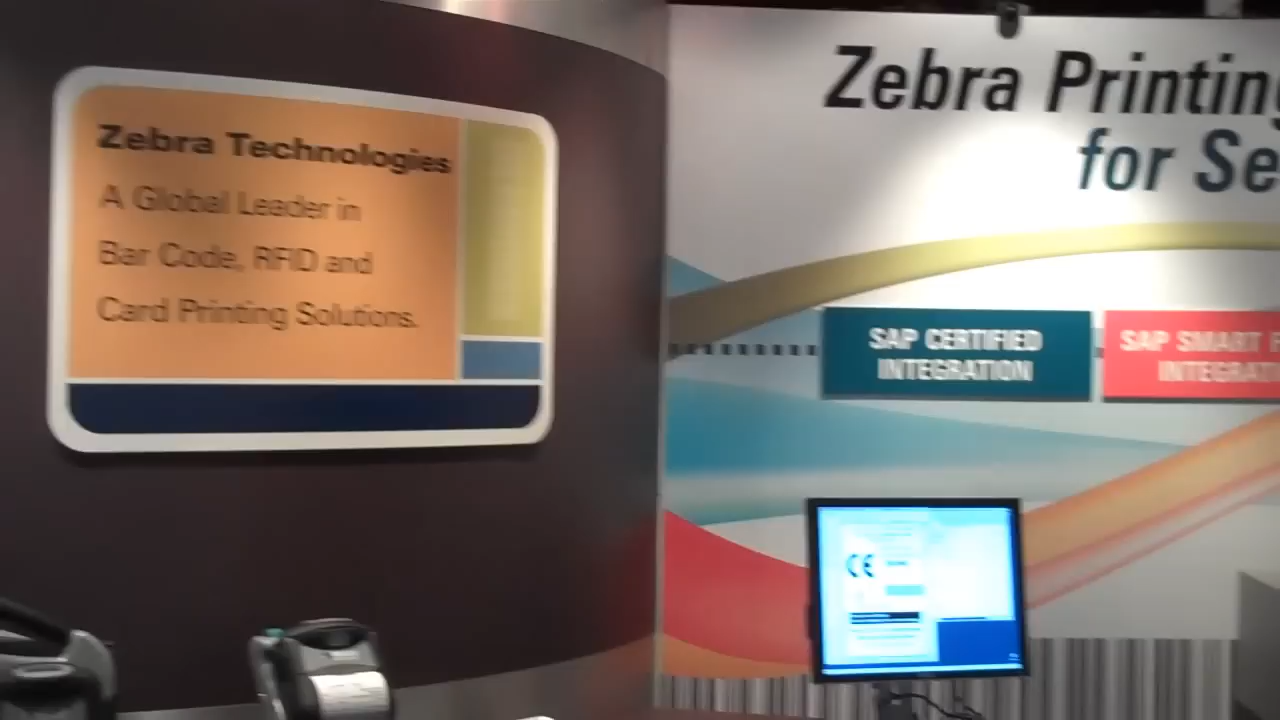 Zebra Technologies
A Global Leader in
Bar Code, RFID and
Card Printing Solutions.
Zebra Printing
for Se
SAP CERTIFIED
INTEGRATION
SAP SMART
INTEGRAT
CE